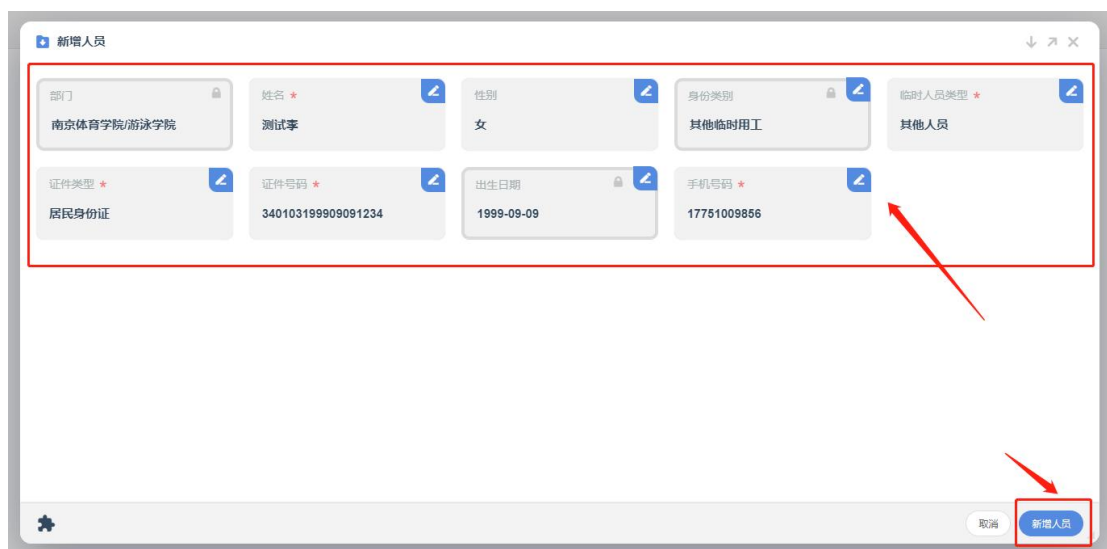 新增人员
部门 姓名 * 性别 身份类别 临时人员类型 *
南京体育学院/游泳学院 测试李 女 其他临时用工 其他人员
证件类型 * 证件号码 * 出生日期 手机号码 *
居民身份证 340103199909091234 1999-09-09 17751009856
取消 新增人员